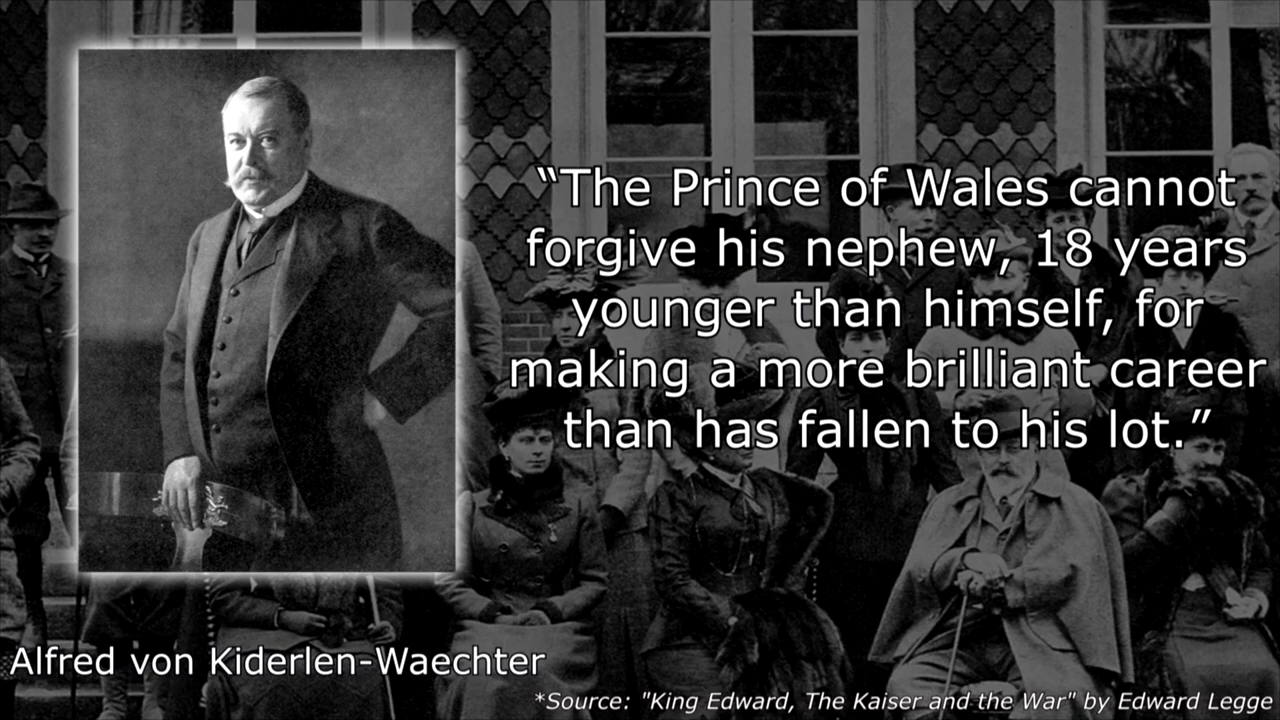 “The Prince of Wales cannot
forgive his nephew, 18 years
younger than himself, for
making a more brilliant career
than has fallen to his lot.”
Alfred von Kiderlen-Waechter
*Source: "King Edward, The Kaiser and the War" by Edward Legge